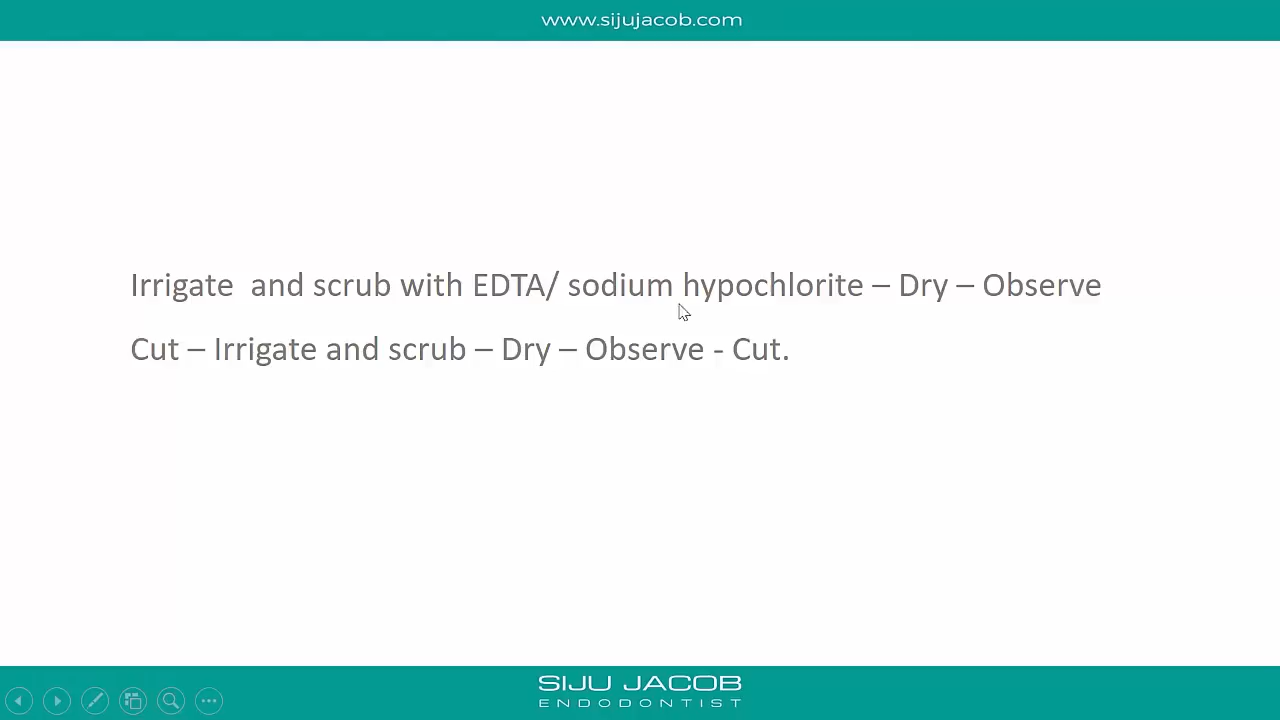 www.sijujacob.com
Irrigate  and scrub with EDTA/ sodium hypochlorite – Dry – Observe
Cut – Irrigate and scrub – Dry – Observe - Cut.
SIJU JACOB
ENDODONTIST